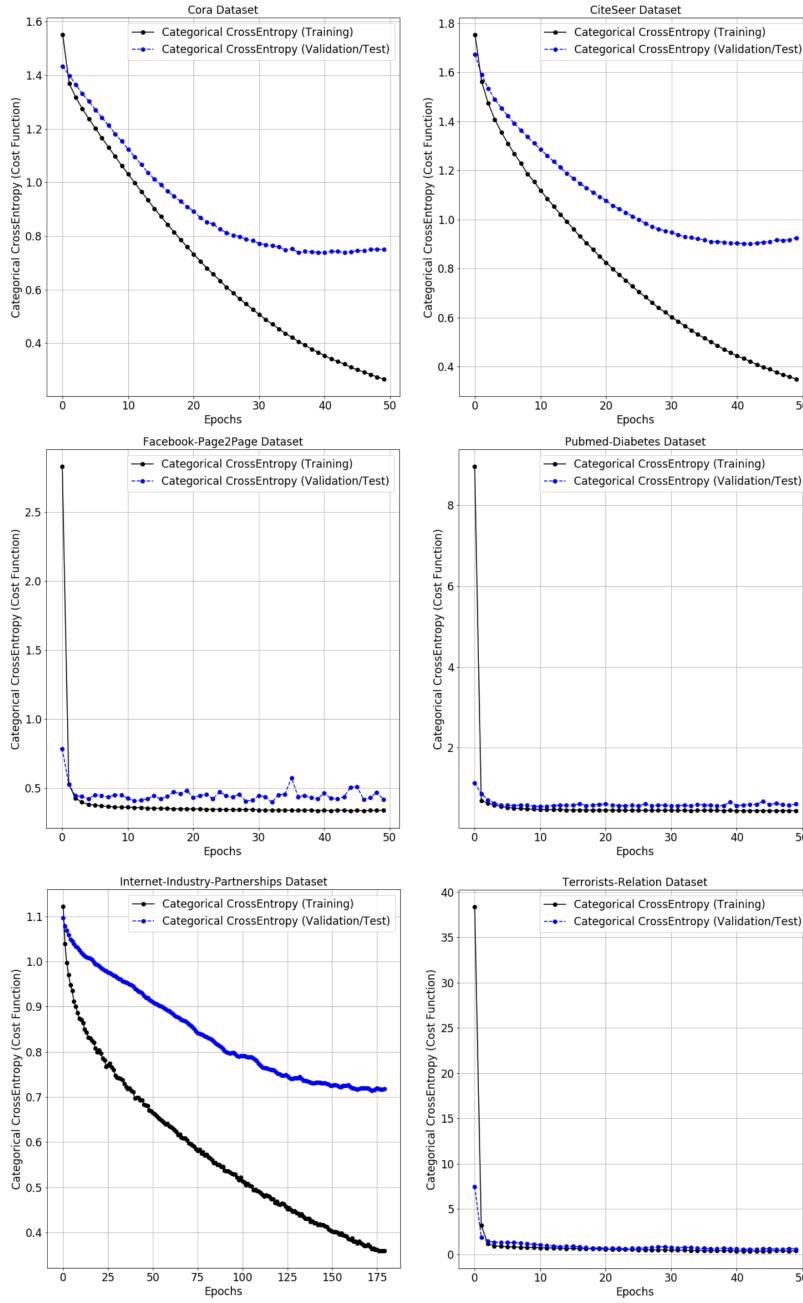 Cora Dataset
Categorical CrossEntropy (Training)
Categorical CrossEntropy (Validation/Test)
Categorical CrossEntropy (Cost Function)
1.6
1.4
1.2
1.0
0.8
0.6
0.4
0 10 20 30 40 50
Epochs
CiteSeer Dataset
Categorical CrossEntropy (Training)
Categorical CrossEntropy (Validation/Test)
Categorical CrossEntropy (Cost Function)
1.8
1.6
1.4
1.2
1.0
0.8
0.6
0.4
0 10 20 30 40 50
Epochs
Facebook-Page2Page Dataset
Categorical CrossEntropy (Training)
Categorical CrossEntropy (Validation/Test)
Categorical CrossEntropy (Cost Function)
2.5
2.0
1.5
1.0
0.5
0 10 20 30 40 50
Epochs
Pubmed-Diabetes Dataset
Categorical CrossEntropy (Training)
Categorical CrossEntropy (Validation/Test)
Categorical CrossEntropy (Cost Function)
8
6
4
2
0 10 20 30 40 50
Epochs
Internet-Industry-Partnerships Dataset
Categorical CrossEntropy (Training)
Categorical CrossEntropy (Validation/Test)
Categorical CrossEntropy (Cost Function)
1.1
1.0
0.9
0.8
0.7
0.6
0.5
0.4
0 25 50 75 100 125 150 175
Epochs
Terrorists-Relation Dataset
Categorical CrossEntropy (Training)
Categorical CrossEntropy (Validation/Test)
Categorical CrossEntropy (Cost Function)
40
35
30
25
20
15
10
5
0
0 10 20 30 40 50
Epochs